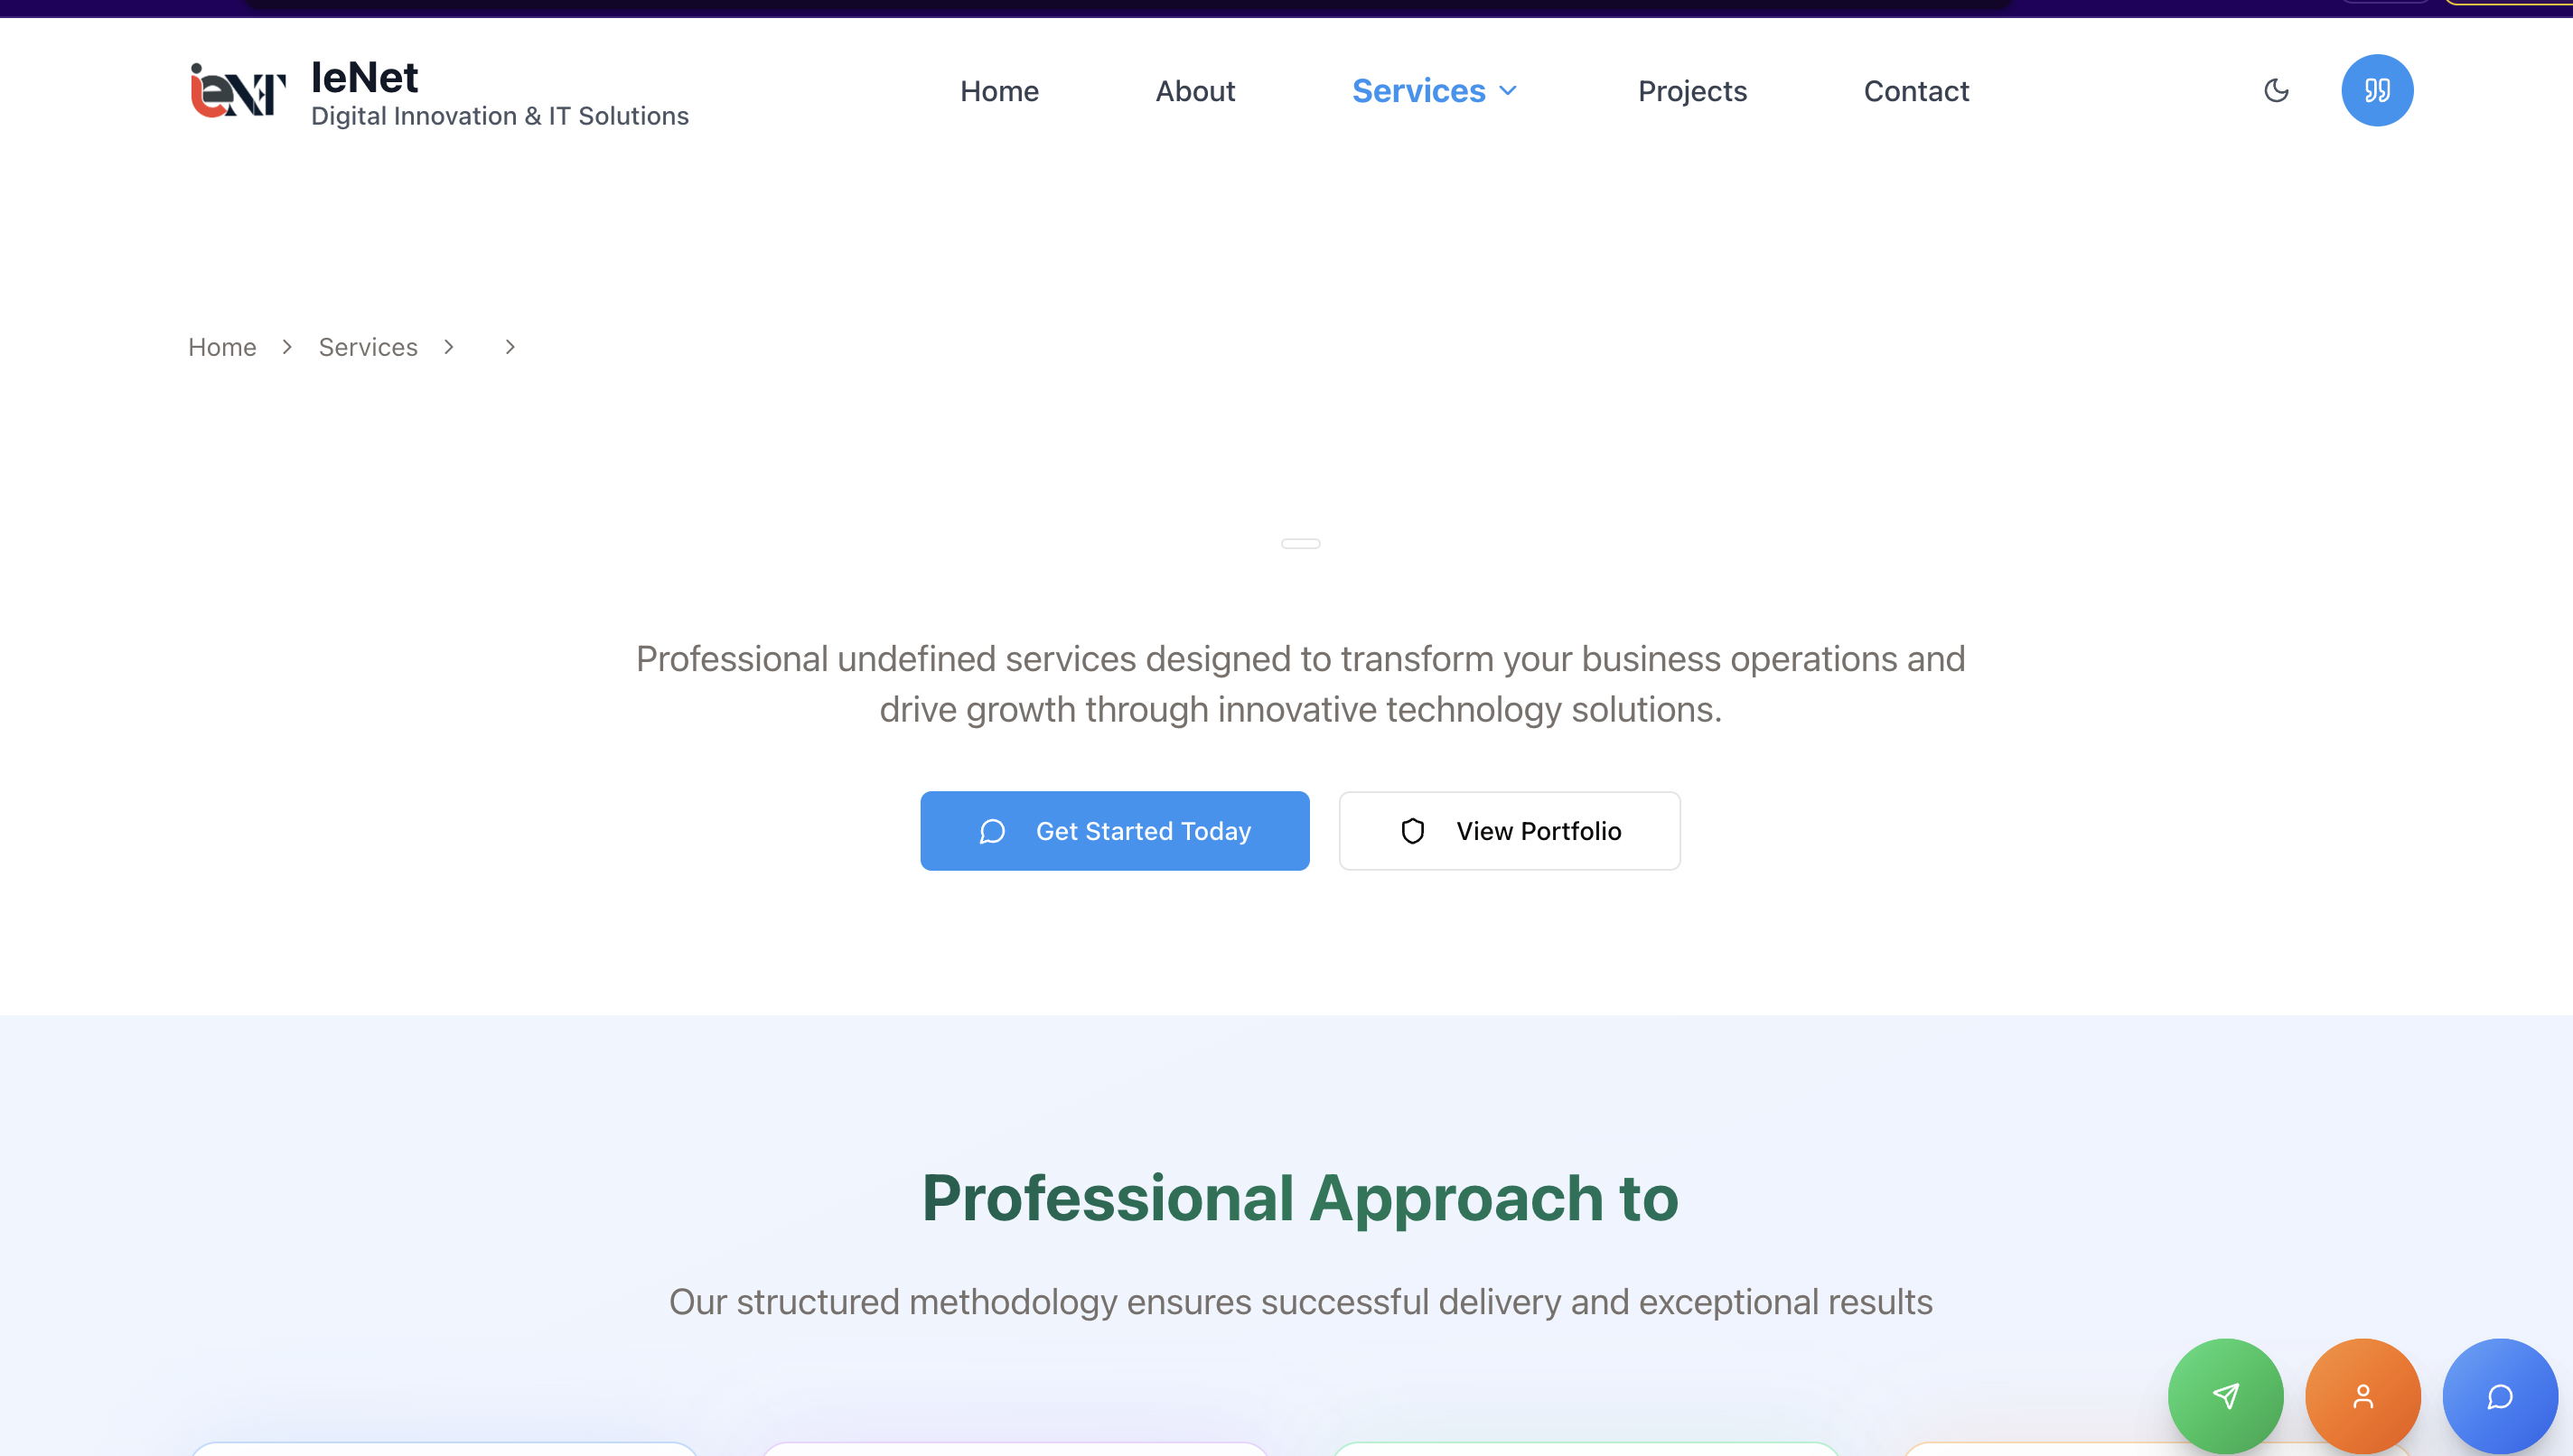 ieNET
IeNet
Digital Innovation & IT Solutions
Home
About
Services
Projects
Contact
Home > Services > >
Professional undefined services designed to transform your business operations and
drive growth through innovative technology solutions.
Get Started Today
View Portfolio
Professional Approach to
Our structured methodology ensures successful delivery and exceptional results